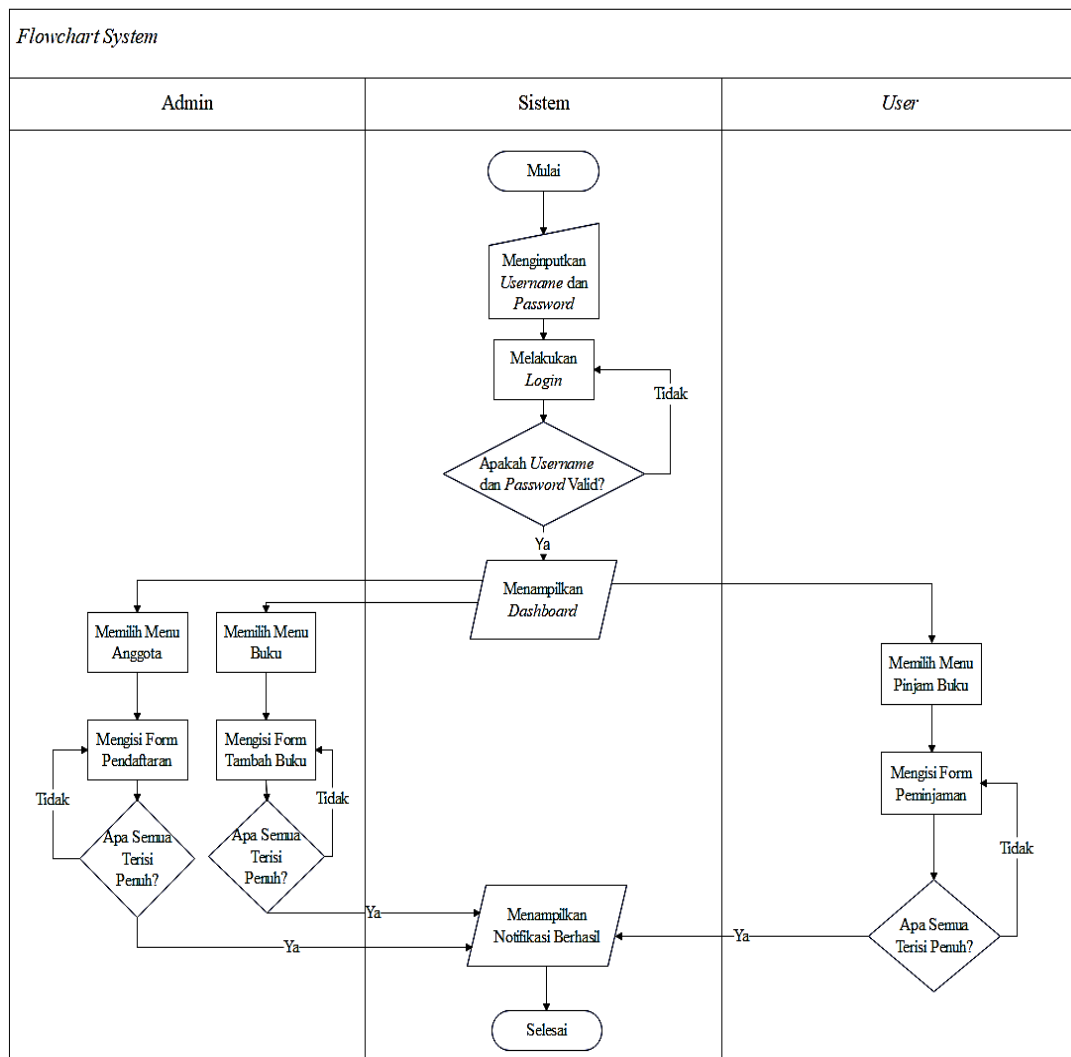 Flowchart System
Admin
Sistem
User
Mulai
Menginputkan
Username dan
Password
Melakukan
Login
Tidak
Apakah Username
dan Password Valid?
Ya
Menampilkan
Dashboard
Memilih Menu
Anggota
Memilih Menu
Buku
Memilih Menu
Pinjam Buku
Mengisi Form
Pendaftaran
Mengisi Form
Tambah Buku
Mengisi Form
Peminjaman
Tidak
Tidak
Tidak
Apa Semua
Terisi
Penuh?
Apa Semua
Terisi
Penuh?
Apa Semua
Terisi Penuh?
Ya
Ya
Ya
Menampilkan
Notifikasi Berhasil
Selesai